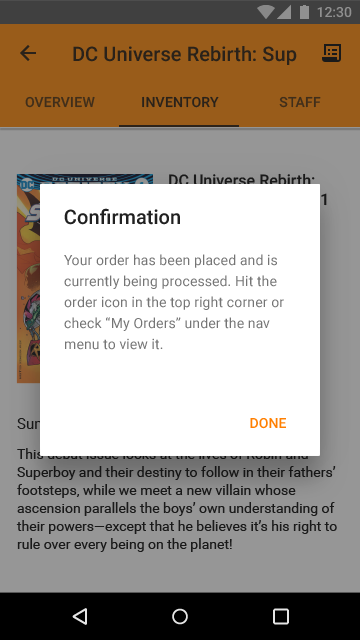 12:30
DC Universe Rebirth: Sup
OVERVIEW INVENTORY STAFF
DC UNIVERSE
DC Universe Rebirth:
1
Confirmation
Your order has been placed and is
currently being processed. Hit the
order icon in the top right corner or
check “My Orders” under the nav
menu to view it.
DONE
This debut issue looks at the lives of Robin and
Superboy and their destiny to follow in their fathers’
footsteps, while we meet a new villain whose
ascension parallels the boys’ own understanding of
their powers—except that he believes it’s his right to
rule over every being on the planet!